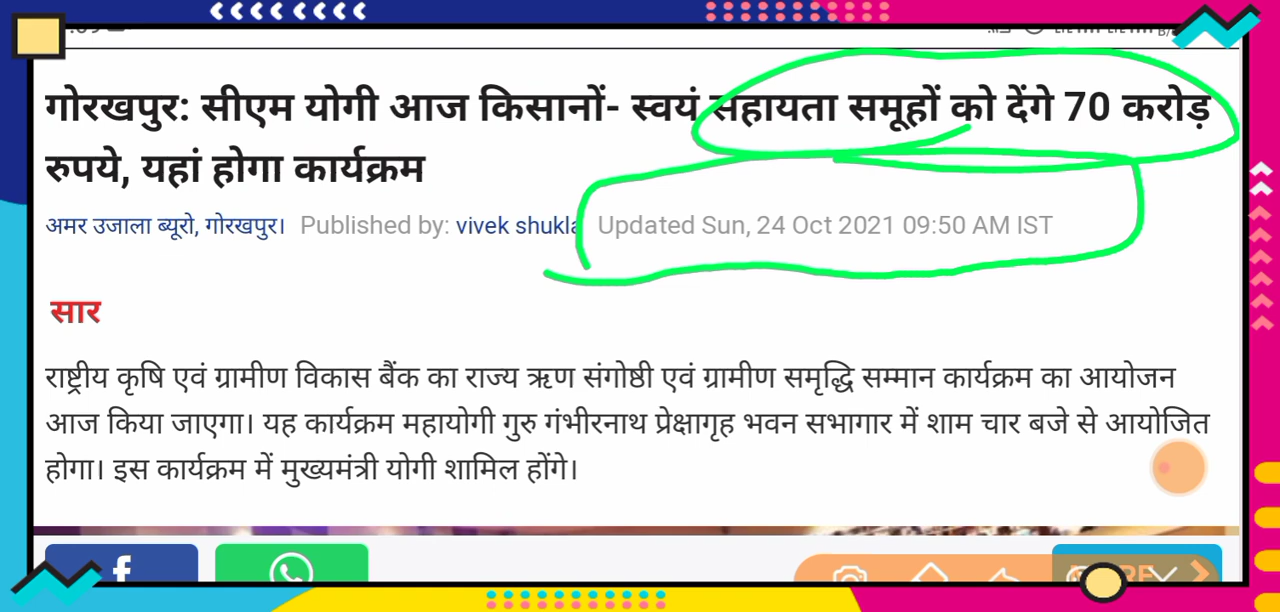 गोरखपुर: सीएम योगी आज किसानों- स्वयं सहायता समूहों को देंगे 70 करोड़
रुपये, यहां होगा कार्यक्रम
अमर उजाला ब्यूरो, गोरखपुर। Published by: vivek shukla Updated Sun, 24 Oct 2021 09:50 AM IST
सार
राष्ट्रीय कृषि एवं ग्रामीण विकास बैंक का राज्य ऋण संगोष्ठी एवं ग्रामीण समृद्धि सम्मान कार्यक्रम का आयोजन
आज किया जाएगा। यह कार्यक्रम महायोगी गुरु गंभीरनाथ प्रेक्षागृह भवन सभागार में शाम चार बजे से आयोजित
होगा। इस कार्यक्रम में मुख्यमंत्री योगी शामिल होंगे।